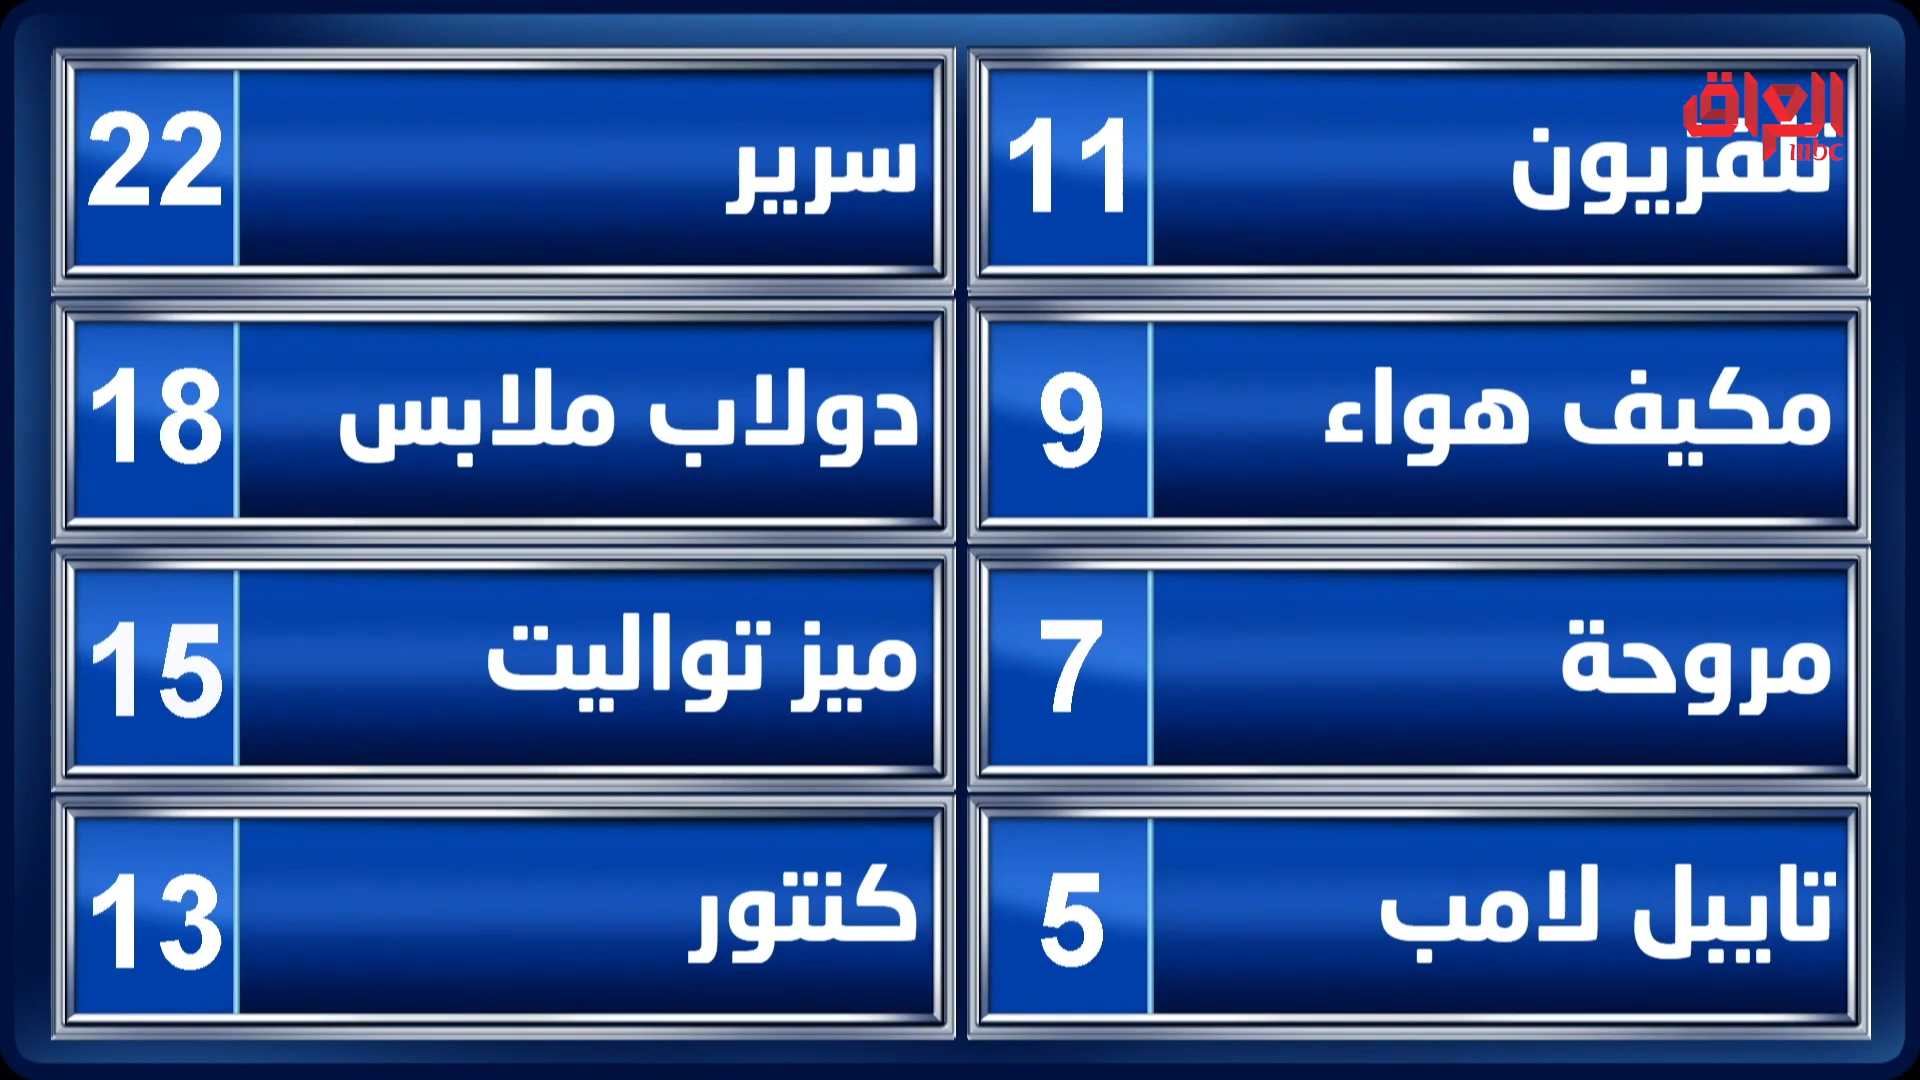 العراق
mbc
22 سرير
18 دولاب ملابس
15 ميز تواليت
13 كنتور
11 تلفزيون
9 مكيف هواء
7 مروحة
5 تاييل لامب